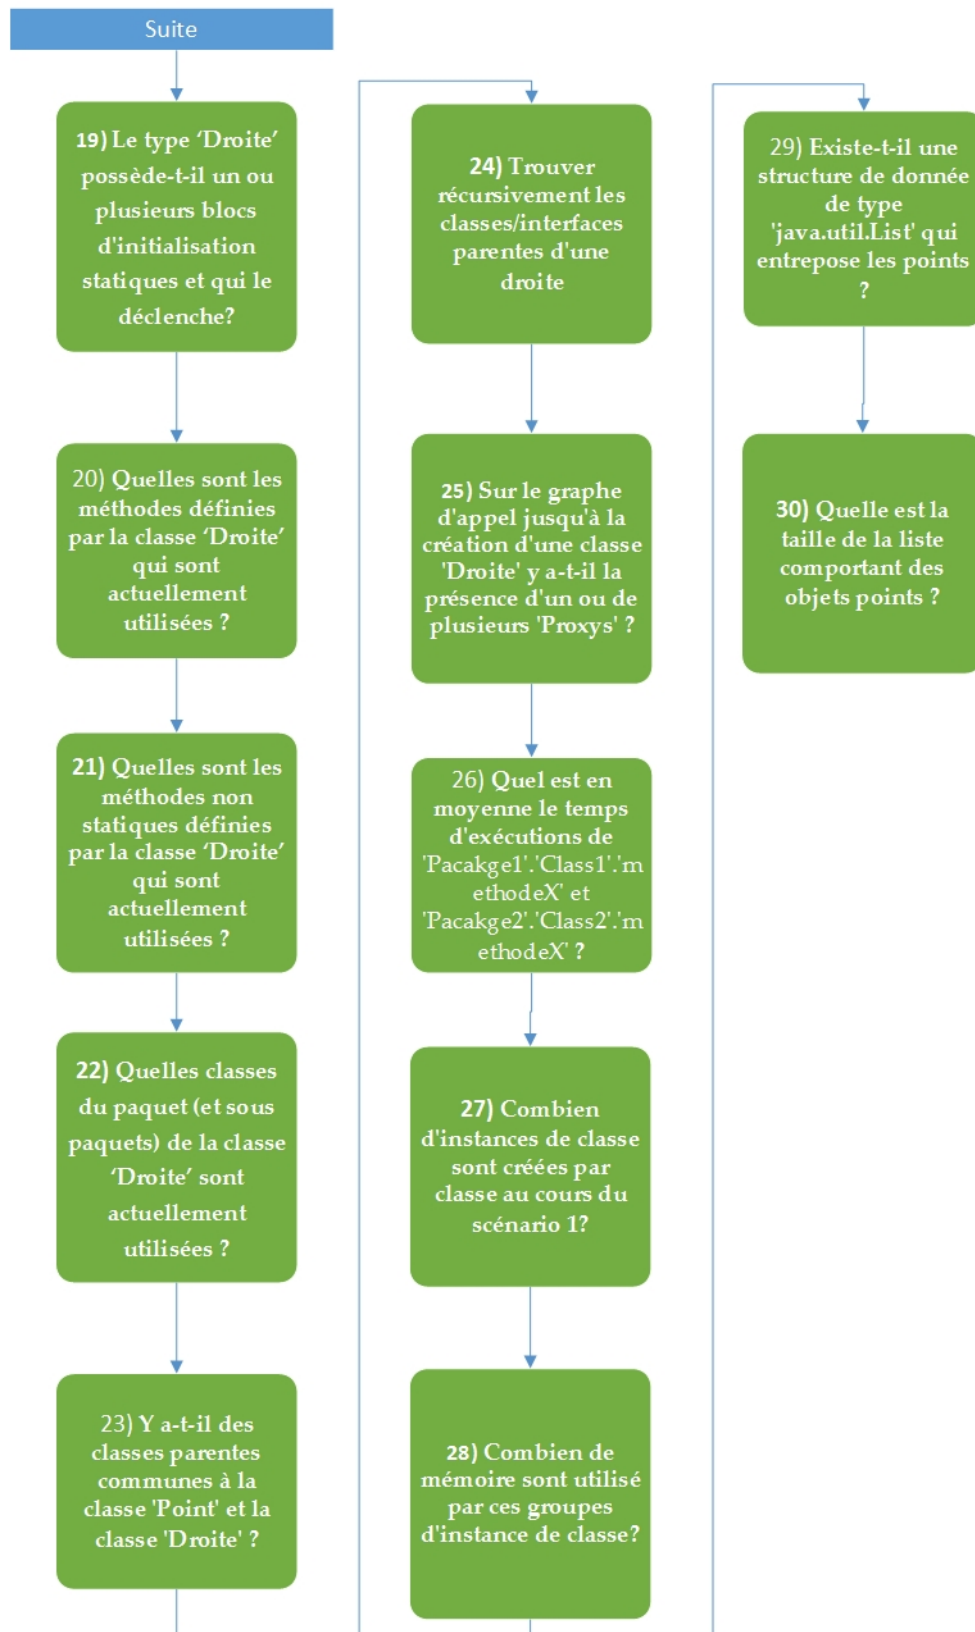 Suite
19) Le type ‘Droite’
possède-t-il un ou
plusieurs blocs
d'initialisation
statiques et qui le
déclenche?
20) Quelles sont les
méthodes définies
par la classe ‘Droite’
qui sont
actuellement
utilisées ?
21) Quelles sont les
méthodes non
statiques définies
par la classe ‘Droite’
qui sont
actuellement
utilisées ?
22) Quelles classes
du paquet (et sous
paquets) de la classe
‘Droite’ sont
actuellement
utilisées ?
23) Y a-t-il des
classes parentes
communes à la
classe 'Point' et la
classe 'Droite' ?
24) Trouver
récursivement les
classes/interfaces
parentes d'une
droite
25) Sur le graphe
d'appel jusqu'à la
création d'une classe
'Droite' y a-t-il la
présence d'un ou de
plusieurs 'Proxys' ?
26) Quel est en
moyenne le temps
d'exécutions de
'Pacakge1'.'Class1'.'m
ethodeX' et
'Pacakge2'.'Class2'.'m
ethodeX' ?
27) Combien
d'instances de classe
sont créées par
classe au cours du
scénario 1?
28) Combien de
mémoire sont utilisé
par ces groupes
d'instance de classe?
29) Existe-t-il une
structure de donnée
de type
'java.util.List' qui
entrepose les points
?
30) Quelle est la
taille de la liste
comportant des
objets points ?